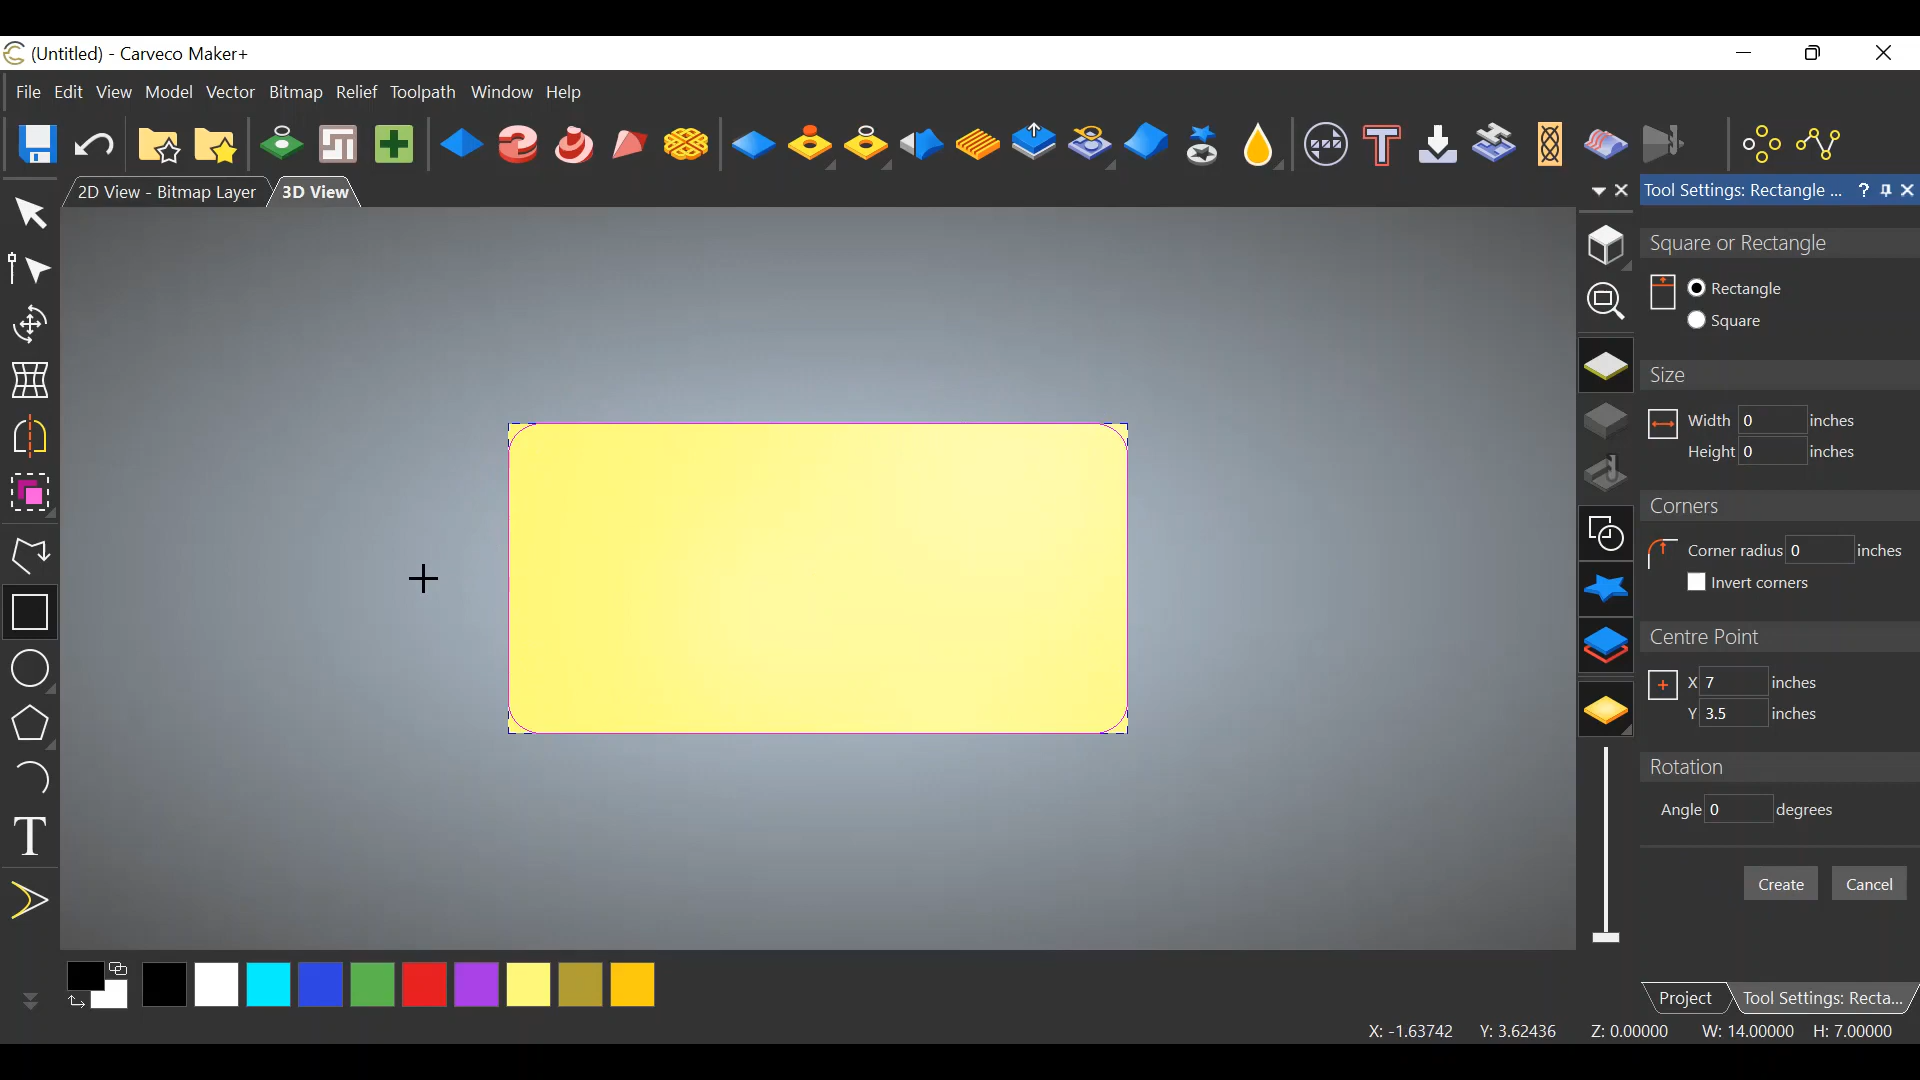 (Untitled) - Carveco Maker+
File Edit View Model Vector Bitmap Relief Toolpath Window Help
2D View - Bitmap Layer 3D View
Tool Settings: Rectangle ... ?
Square or Rectangle
Rectangle
Square
Size
Width 0 inches
Height 0 inches
Corners
Corner radius 0 inches
Invert corners
Centre Point
X 7 inches
Y 3.5 inches
Rotation
Angle 0 degrees
Create Cancel
Project Tool Settings: Recta...
X: -1.63742 Y: 3.62436 Z: 0.00000 W: 14.00000 H: 7.00000